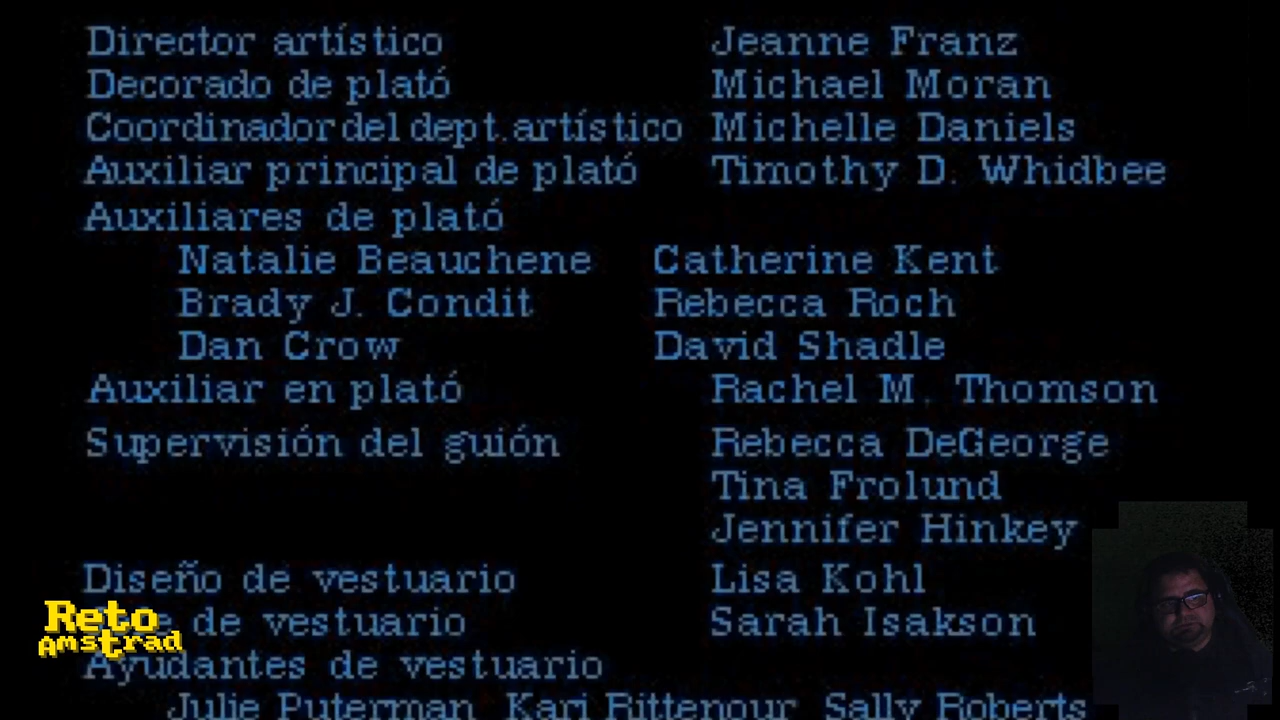 Director artístico Jeanne Franz
Decorado de plató Michael Moran
Coordinador del dept.artístico Michelle Daniels
Auxiliar principal de plató Timothy D. Whidbee
Auxiliares de plató
Natalie Beauchene Catherine Kent
Brady J. Condit Rebecca Roch
Dan Crow David Shadle
Auxiliar en plató Rachel M. Thomson
Supervisión del guión Rebecca DeGeorge
Tina Frolund
Jennifer Hinkey
Diseño de vestuario Lisa Kohl
de vestuario Sarah Isakson
Ayudantes de vestuario
Julie Puterman Kari Rittenour Sally Roberts
Reto
Amstrad